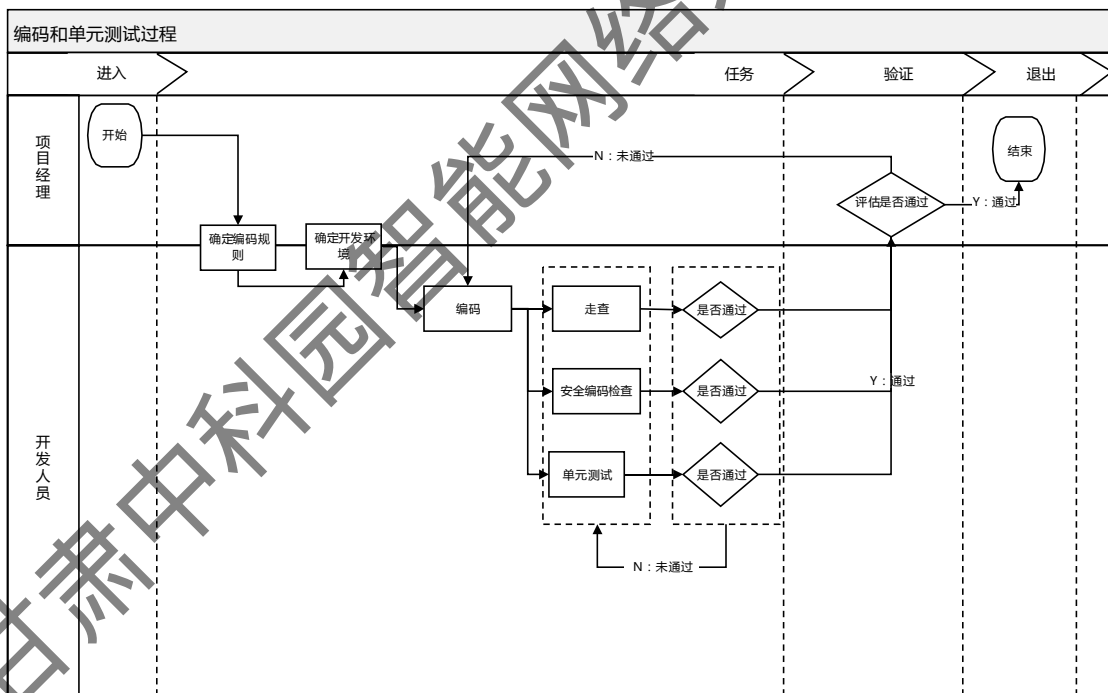 编码和单元测试过程
进入
任务
验证
退出
项目经理
开始
结束
N：未通过
评估是否通过
Y：通过
确定编码规
则
确定开发环
境
编码
走查
是否通过
Y：通过
安全编码检查
是否通过
开发人员
单元测试
是否通过
N：未通过
甘肃中科园智能网络